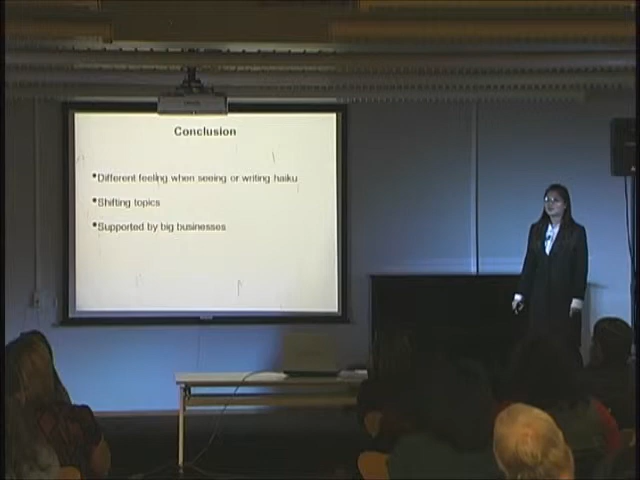 Conclusion
•Different feeling when seeing or writing haiku
•Shifting topics
•Supported by big businesses